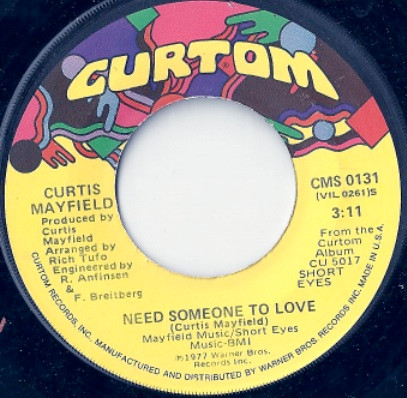 CURTOM
CURTIS
MAYFIELD
Produced by
Curtis
Mayfield
Arranged by
Rich Tufo
Engineered by
R. Anfinsen
&
F. Breitberg
CMS 0131
(VIL 0261)S
3:11
From the
Curtom
Album
CU 5017
SHORT
EYES
NEED SOMEONE TO LOVE
(Curtis Mayfield)
Mayfield Music/Short Eyes
Music-BMI
℗1977 Warner Bros.
Records Inc.
CURTOM RECORDS, INC. MANUFACTURED AND DISTRIBUTED BY WARNER BROS. RECORDS INC. MADE IN U.S.A.